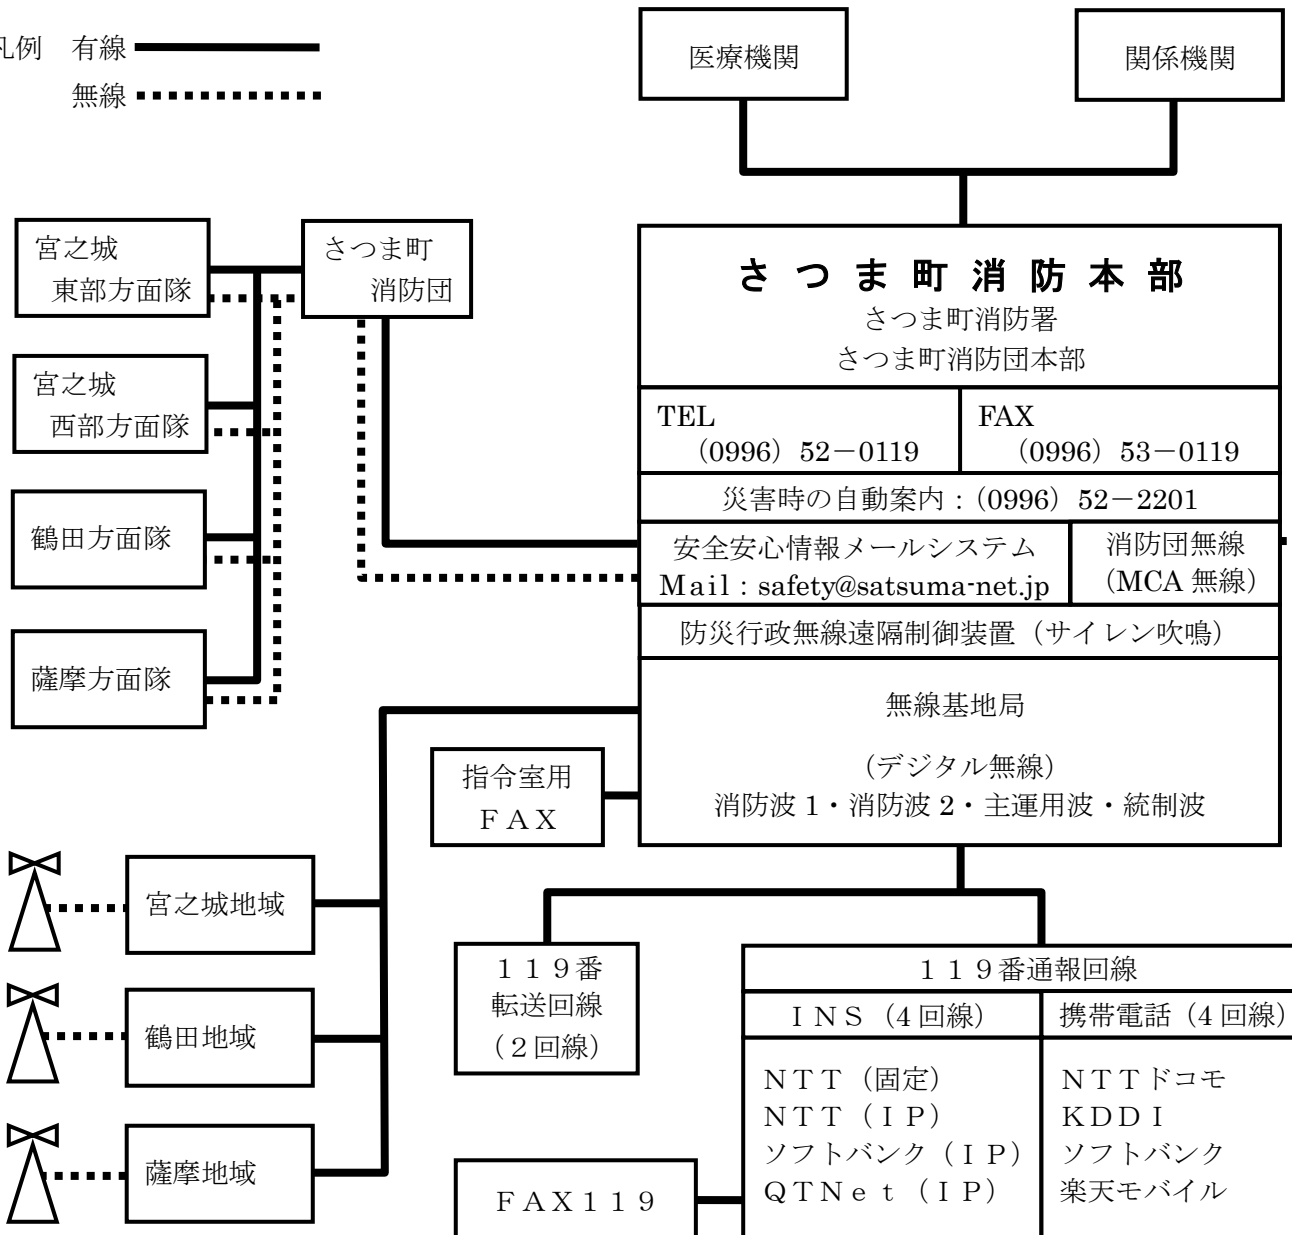 凡例　有線
無線
医療機関
関係機関
宮之城
東部方面隊
さつま町
消防団
宮之城
西部方面隊
鶴田方面隊
薩摩方面隊
さつま町消防本部
さつま町消防署
さつま町消防団本部
TEL
（0996）52－0119
FAX
（0996）53－0119
災害時の自動案内：（0996）52－2201
安全安心情報メールシステム
Mail：safety@satsuma-net.jp
消防団無線
（MCA 無線）
防災行政無線遠隔制御装置（サイレン吹鳴）
無線基地局
（デジタル無線）
消防波 1・消防波 2・主運用波・統制波
指令室用
ＦＡＸ
宮之城地域
鶴田地域
薩摩地域
１１９番
転送回線
（２回線）
１１９番通報回線
ＩＮＳ（4 回線）
携帯電話（4 回線）
ＮＴＴ（固定）
ＮＴＴ（ＩＰ）
ソフトバンク（ＩＰ）
ＱＴＮｅｔ（ＩＰ）
ＮＴＴドコモ
ＫＤＤＩ
ソフトバンク
楽天モバイル
ＦＡＸ１１９